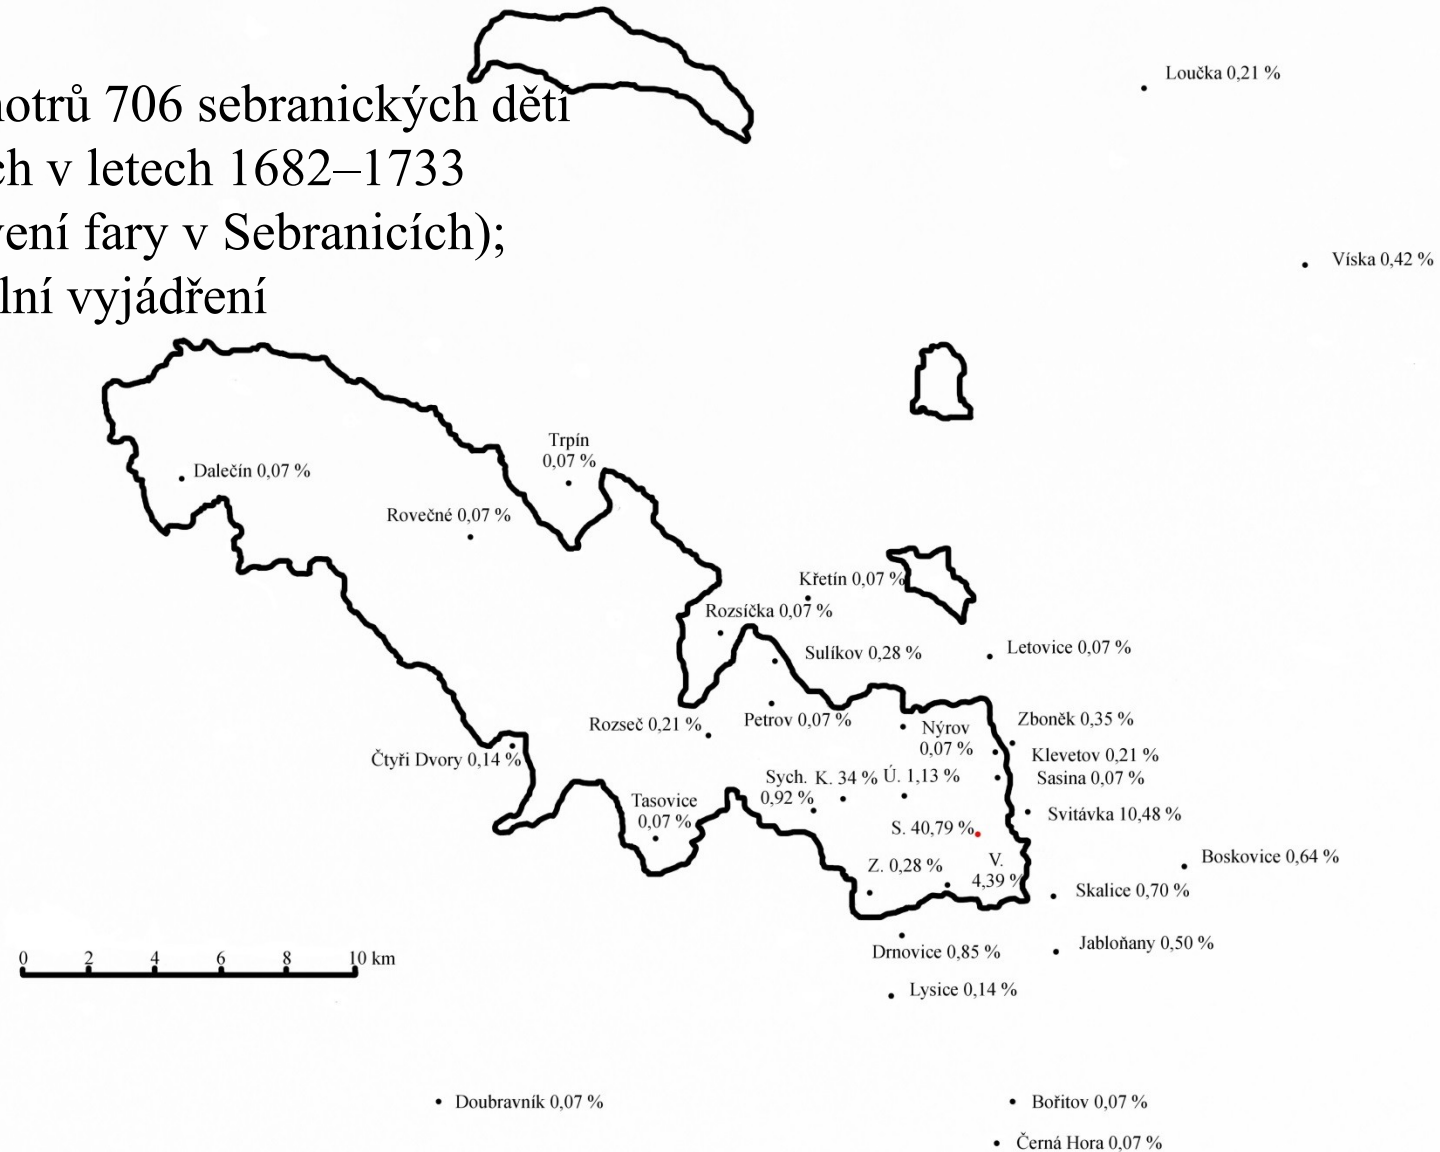 Loučka 0,21 %
notrů 706 sebranických dětí
ch v letech 1682–1733
vení fary v Sebranicích);
lní vyjádření
Víska 0,42 %
Trpín
0,07 %
Dalečín 0,07 %
Rovečné 0,07 %
Křetín 0,07 %
Rozsíčka 0,07 %
Sulíkov 0,28 %
Letovice 0,07 %
Rozseč 0,21 %
Petrov 0,07 %
Nýrov
0,07 %
Zboněk 0,35 %
Čtyři Dvory 0,14 %
Klevetov 0,21 %
Sasina 0,07 %
Sych.
0,92 %
K. 34 %
Ú. 1,13 %
Tasovice
0,07 %
Svitávka 10,48 %
S. 40,79 %
Boskovice 0,64 %
Z. 0,28 %
V.
4,39 %
Skalice 0,70 %
Drnovice 0,85 %
Jabloňany 0,50 %
0 2 4 6 8 10 km
Lysice 0,14 %
Doubravník 0,07 %
Bořitov 0,07 %
Černá Hora 0,07 %